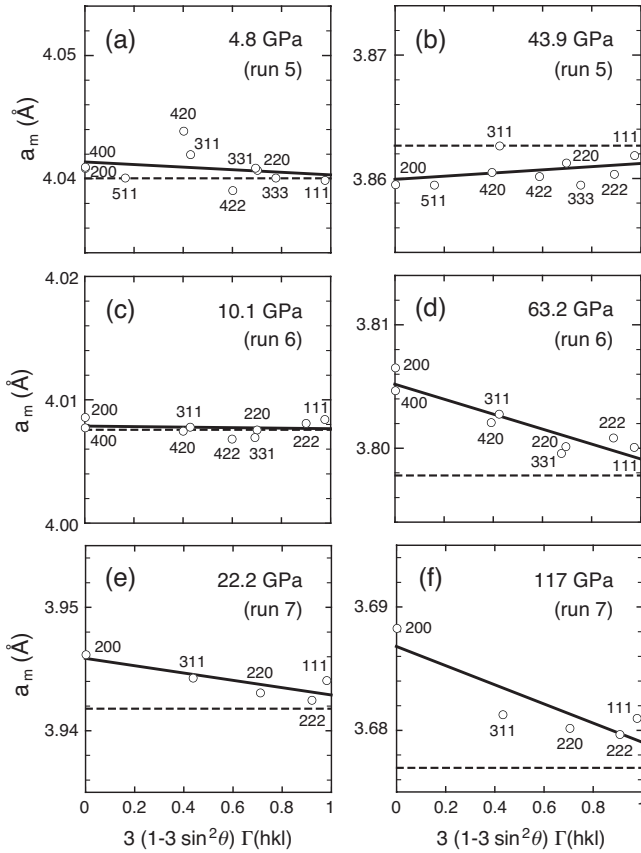 (a) 4.8 GPa
(run 5)
4.05
4.04
a_m (Å)
420
400
311
331 220
200
511
422
333 111
(b) 43.9 GPa
(run 5)
3.87
3.86
311
111
200
220
511
420
422
333
222
(c) 10.1 GPa
(run 6)
4.02
4.01
4.00
a_m (Å)
200
311
220
111
400
420
422 331
222
(d) 63.2 GPa
(run 6)
3.81
3.80
200
400
311
420
220
331
222
111
(e) 22.2 GPa
(run 7)
3.95
3.94
a_m (Å)
200
311
220
111
222
0 0.2 0.4 0.6 0.8 1
3 (1-3 sin²θ) Γ(hkl)
(f) 117 GPa
(run 7)
3.69
3.68
200
311
220
111
222
0 0.2 0.4 0.6 0.8 1
3 (1-3 sin²θ) Γ(hkl)